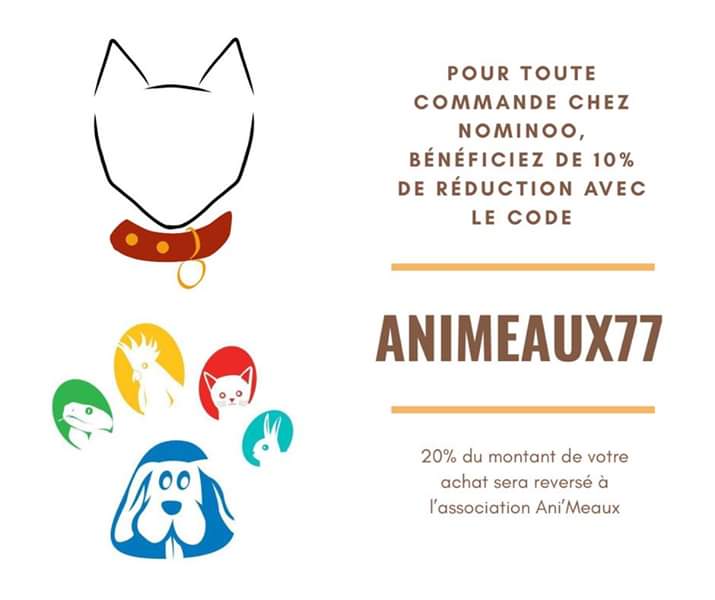 POUR TOUTE
COMMANDE CHEZ
NOMINOO,
BÉNÉFICIEZ DE 10%
DE RÉDUCTION AVEC
LE CODE
ANIMEAUX77
20% du montant de votre
achat sera reversé à
l'association Ani'Meaux